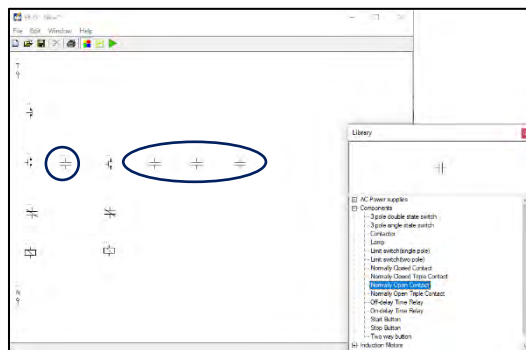 File Edit Window Help
Library
AC Power supplies
Components
3 pole double state switch
3 pole single state switch
Contactor
Lamp
Limit switch(single pole)
Limit switch(two pole)
Normally Closed Contact
Normally Closed Triple Contact
Normally Open Contact
Normally Open Triple Contact
Off-delay Time Relay
On-delay Time Relay
Start Button
Stop Button
Two way button
Induction Motors